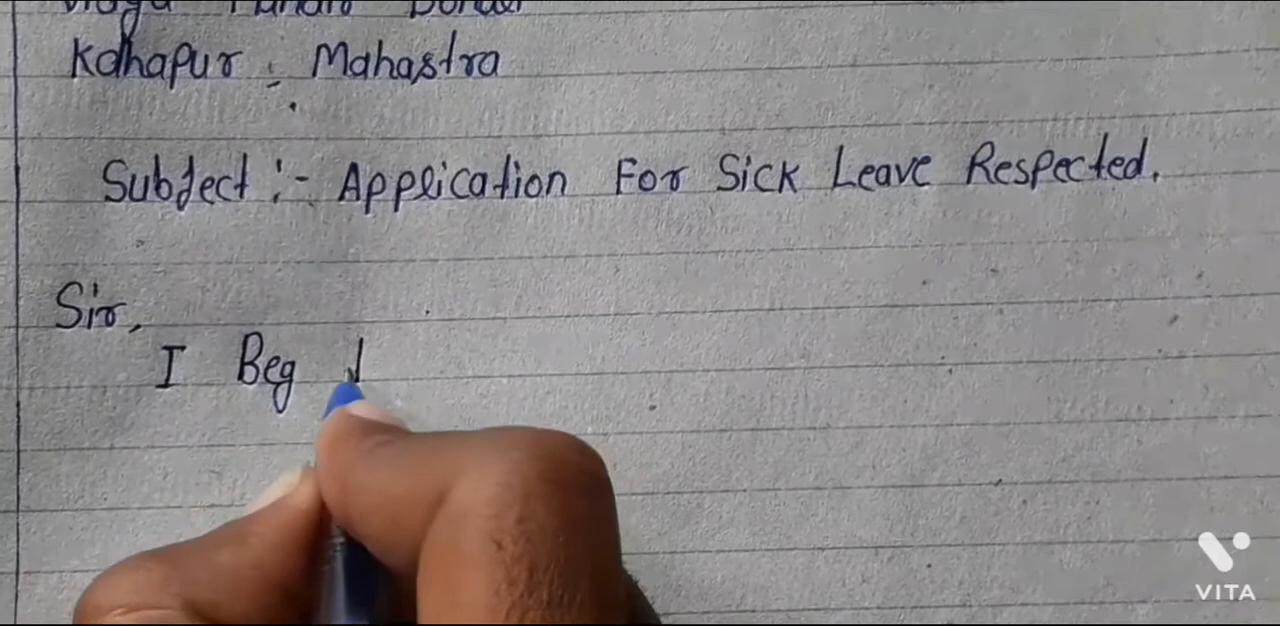 Kolhapur, Mahastra
Subject :- Application For Sick Leave Respected.
Sir,
I Beg
VITA